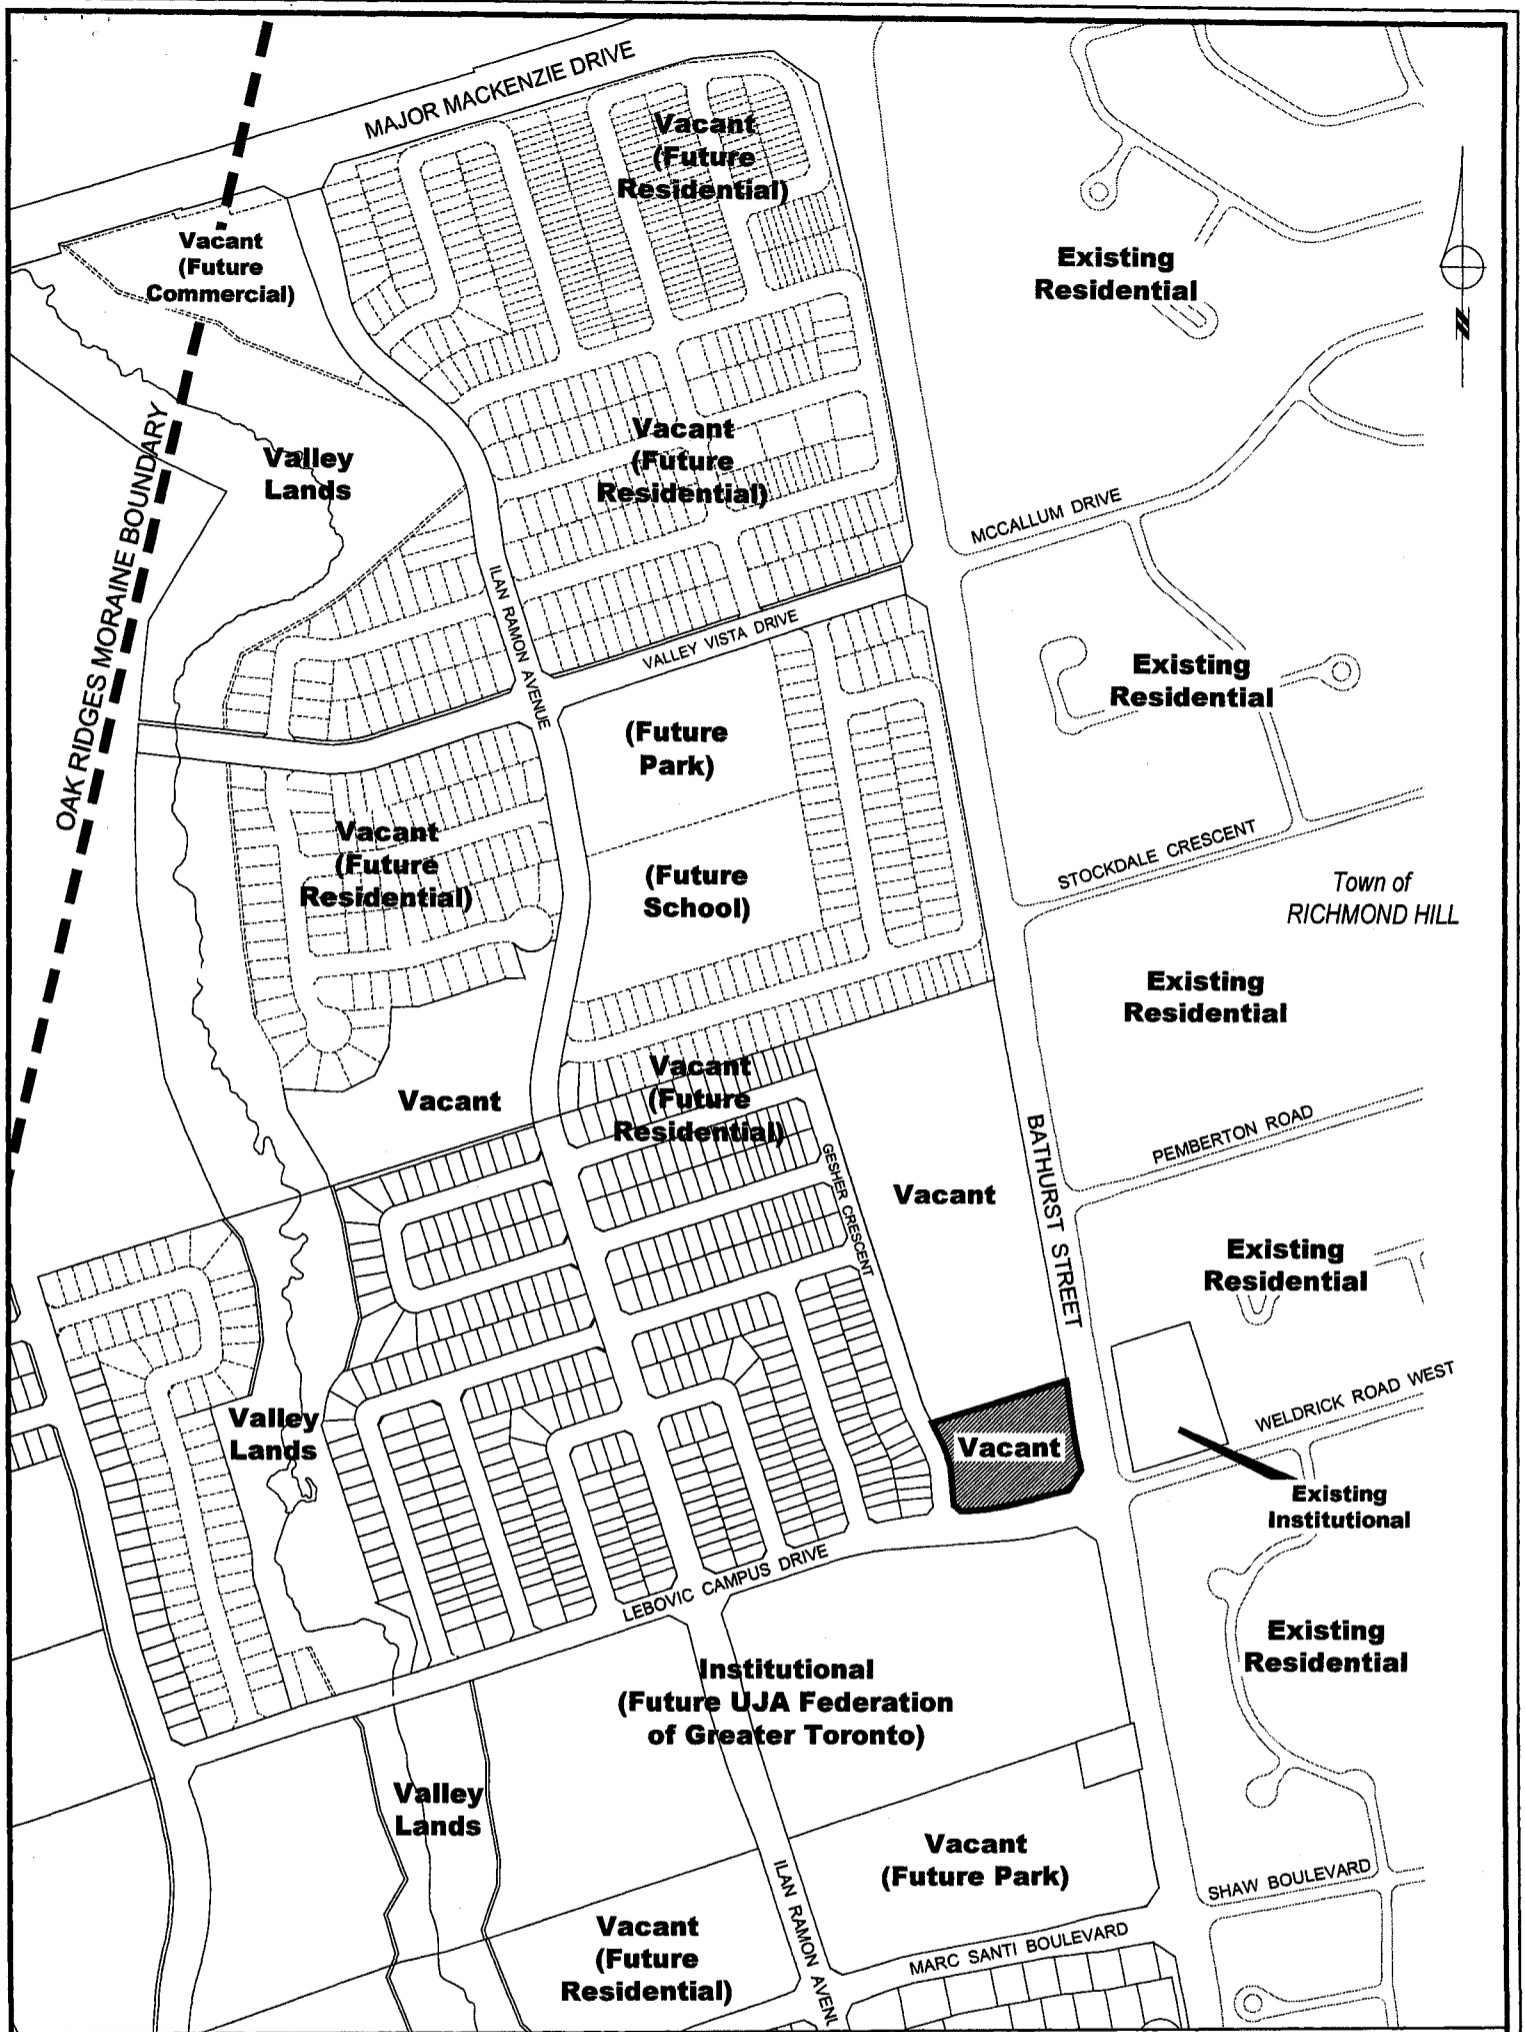 MAJOR MACKENZIE DRIVE
Vacant
(Future
Residential)
Vacant
(Future
Commercial)
Existing
Residential
N
OAK RIDGES MORAINE BOUNDARY
Valley
Lands
Vacant
(Future
Residential)
MCCALLUM DRIVE
ILAN RAMON AVENUE
VALLEY VISTA DRIVE
Existing
Residential
(Future
Park)
Vacant
(Future
Residential)
(Future
School)
STOCKDALE CRESCENT
Town of
RICHMOND HILL
Existing
Residential
Vacant
Vacant
(Future
Residential)
GESHER CRESCENT
Vacant
BATHURST STREET
PEMBERTON ROAD
Existing
Residential
Valley
Lands
Vacant
WELDRICK ROAD WEST
Existing
Institutional
LEBOVIC CAMPUS DRIVE
Existing
Residential
Institutional
(Future UJA Federation
of Greater Toronto)
Valley
Lands
Vacant
(Future Park)
SHAW BOULEVARD
ILAN RAMON AVENU
Vacant
(Future
Residential)
MARC SANTI BOULEVARD